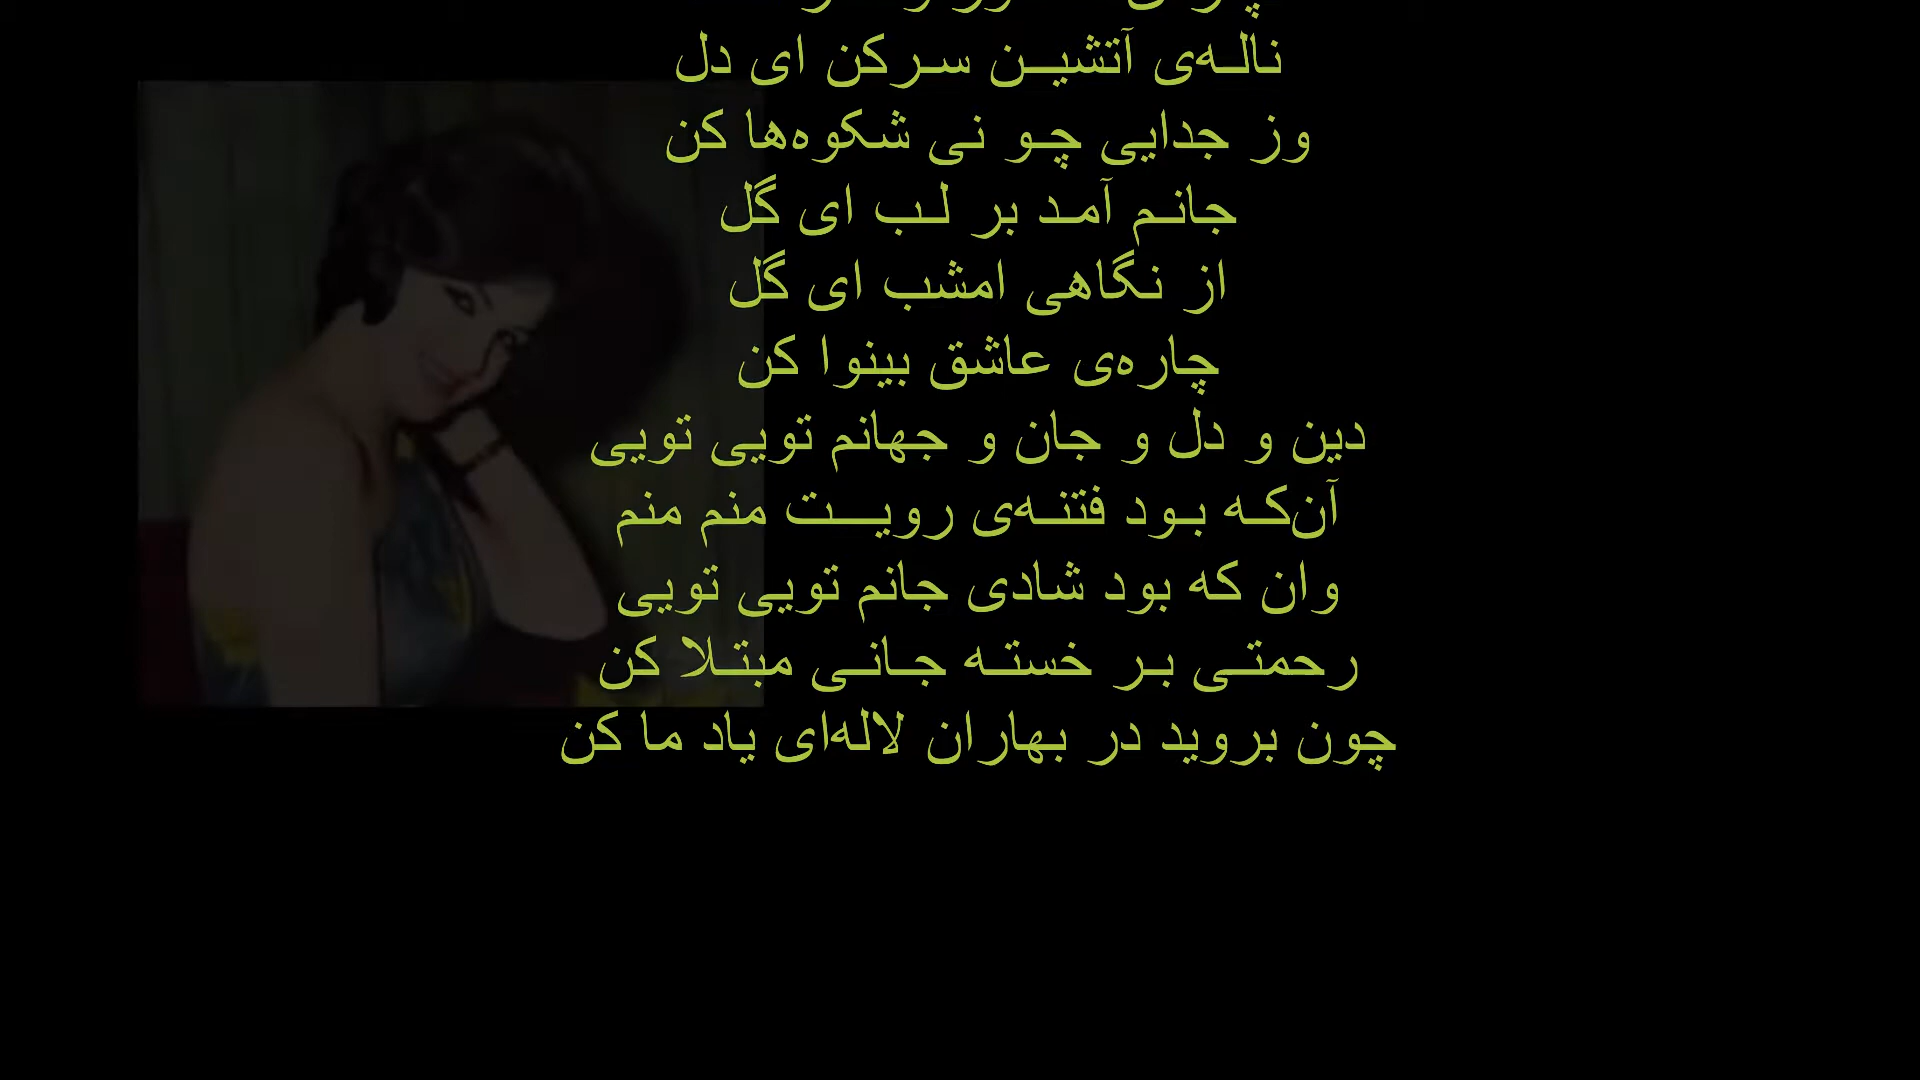 ناله‌ی آتشین سرکن ای دل
وز جدایی چو نی شکوه‌ها کن
جانم آمد بر لب ای گل
از نگاهی امشب ای گل
چاره‌ی عاشق بینوا کن
دین و دل و جان و جهانم تویی تویی
آن‌که بود فتنه‌ی رویت منم منم
وان که بود شادی جانم تویی تویی
رحمتی بر خسته جانی مبتلا کن
چون بروید در بهاران لاله‌ای یاد ما کن